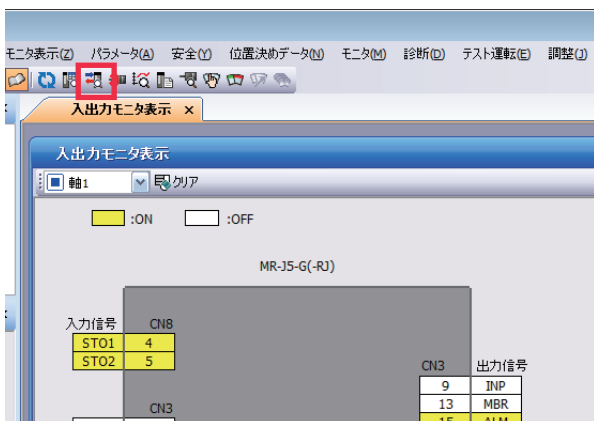 モニタ表示(Z) パラメータ(A) 安全(Y) 位置決めデータ(N) モニタ(M) 診断(D) テスト運転(E) 調整(J)
入出力モニタ表示 ×
入出力モニタ表示
軸1 クリア
:ON :OFF
MR-J5-G(-RJ)
入力信号 CN8
STO1 4
STO2 5
CN3 出力信号
9 INP
CN3
13 MBR
15 ALM